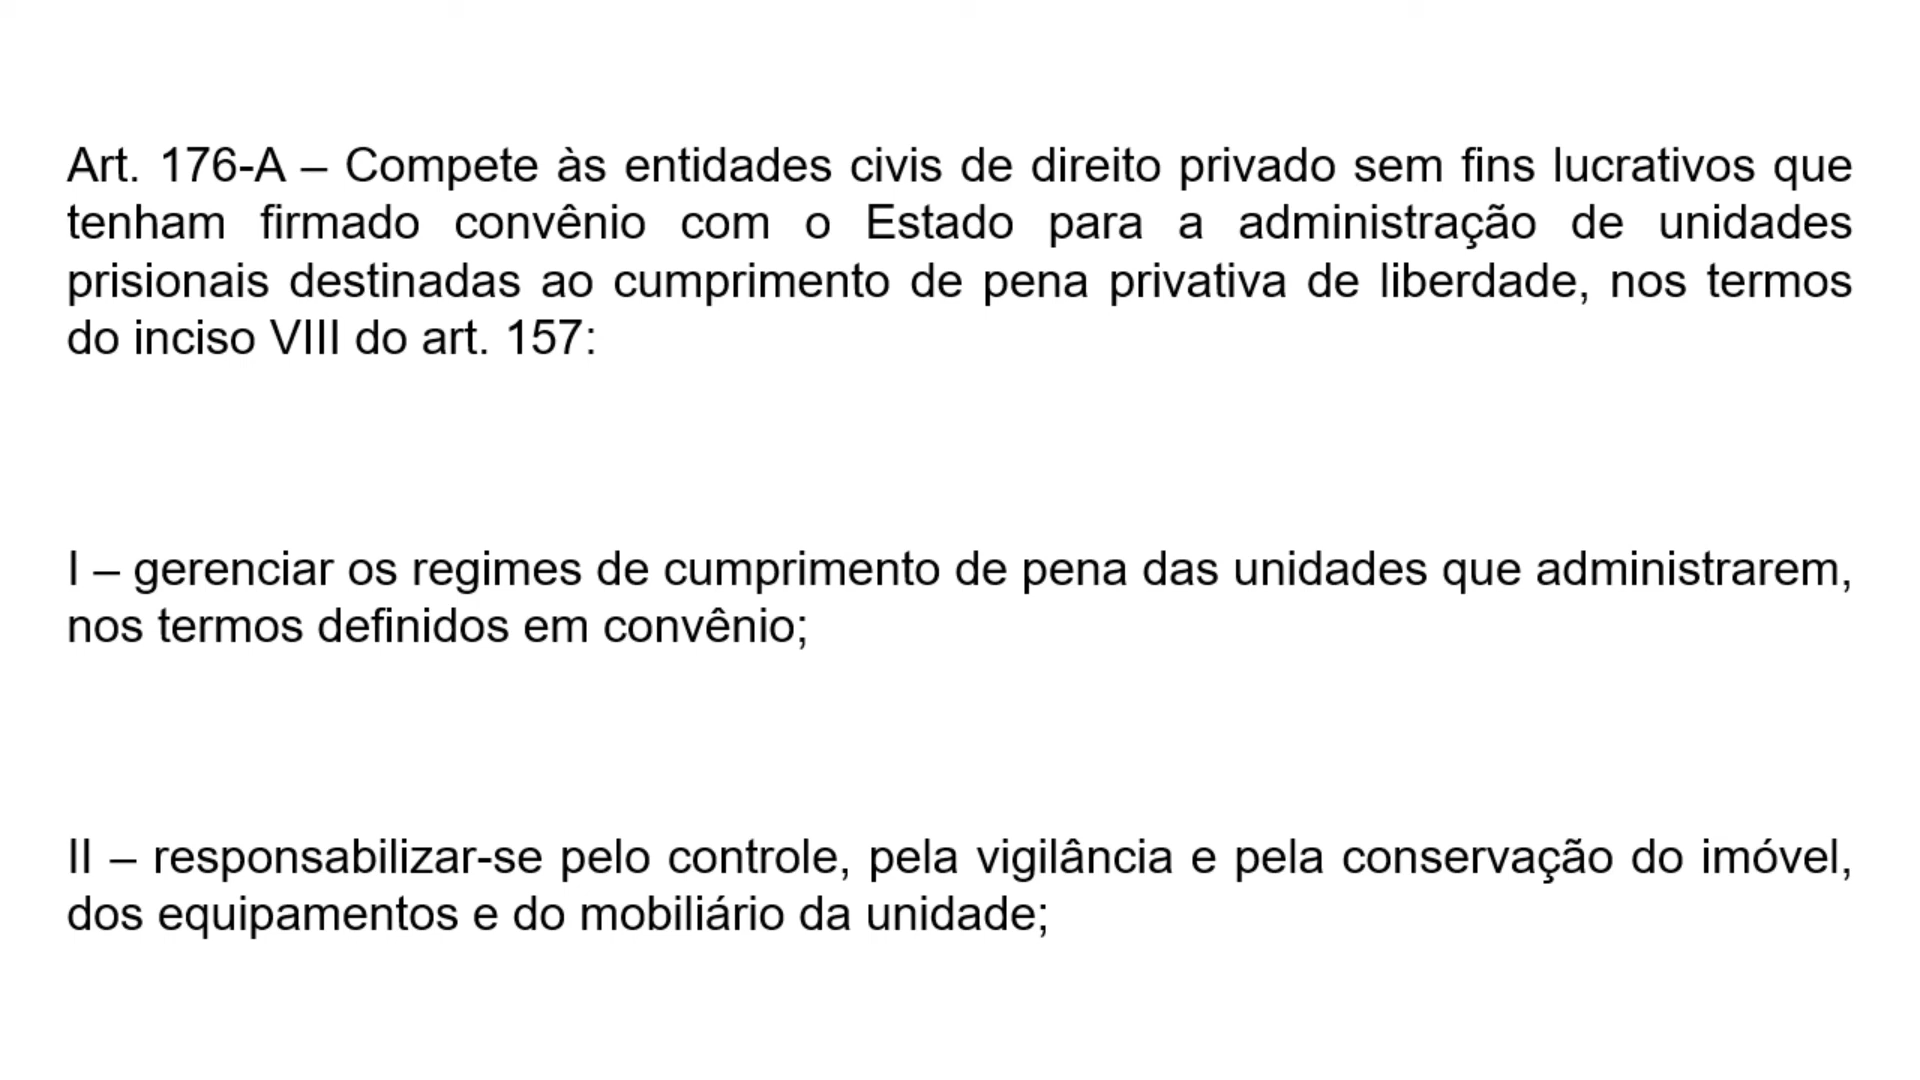 Art. 176-A – Compete às entidades civis de direito privado sem fins lucrativos que
tenham firmado convênio com o Estado para a administração de unidades
prisionais destinadas ao cumprimento de pena privativa de liberdade, nos termos
do inciso VIII do art. 157:
I – gerenciar os regimes de cumprimento de pena das unidades que administrarem,
nos termos definidos em convênio;
II – responsabilizar-se pelo controle, pela vigilância e pela conservação do imóvel,
dos equipamentos e do mobiliário da unidade;